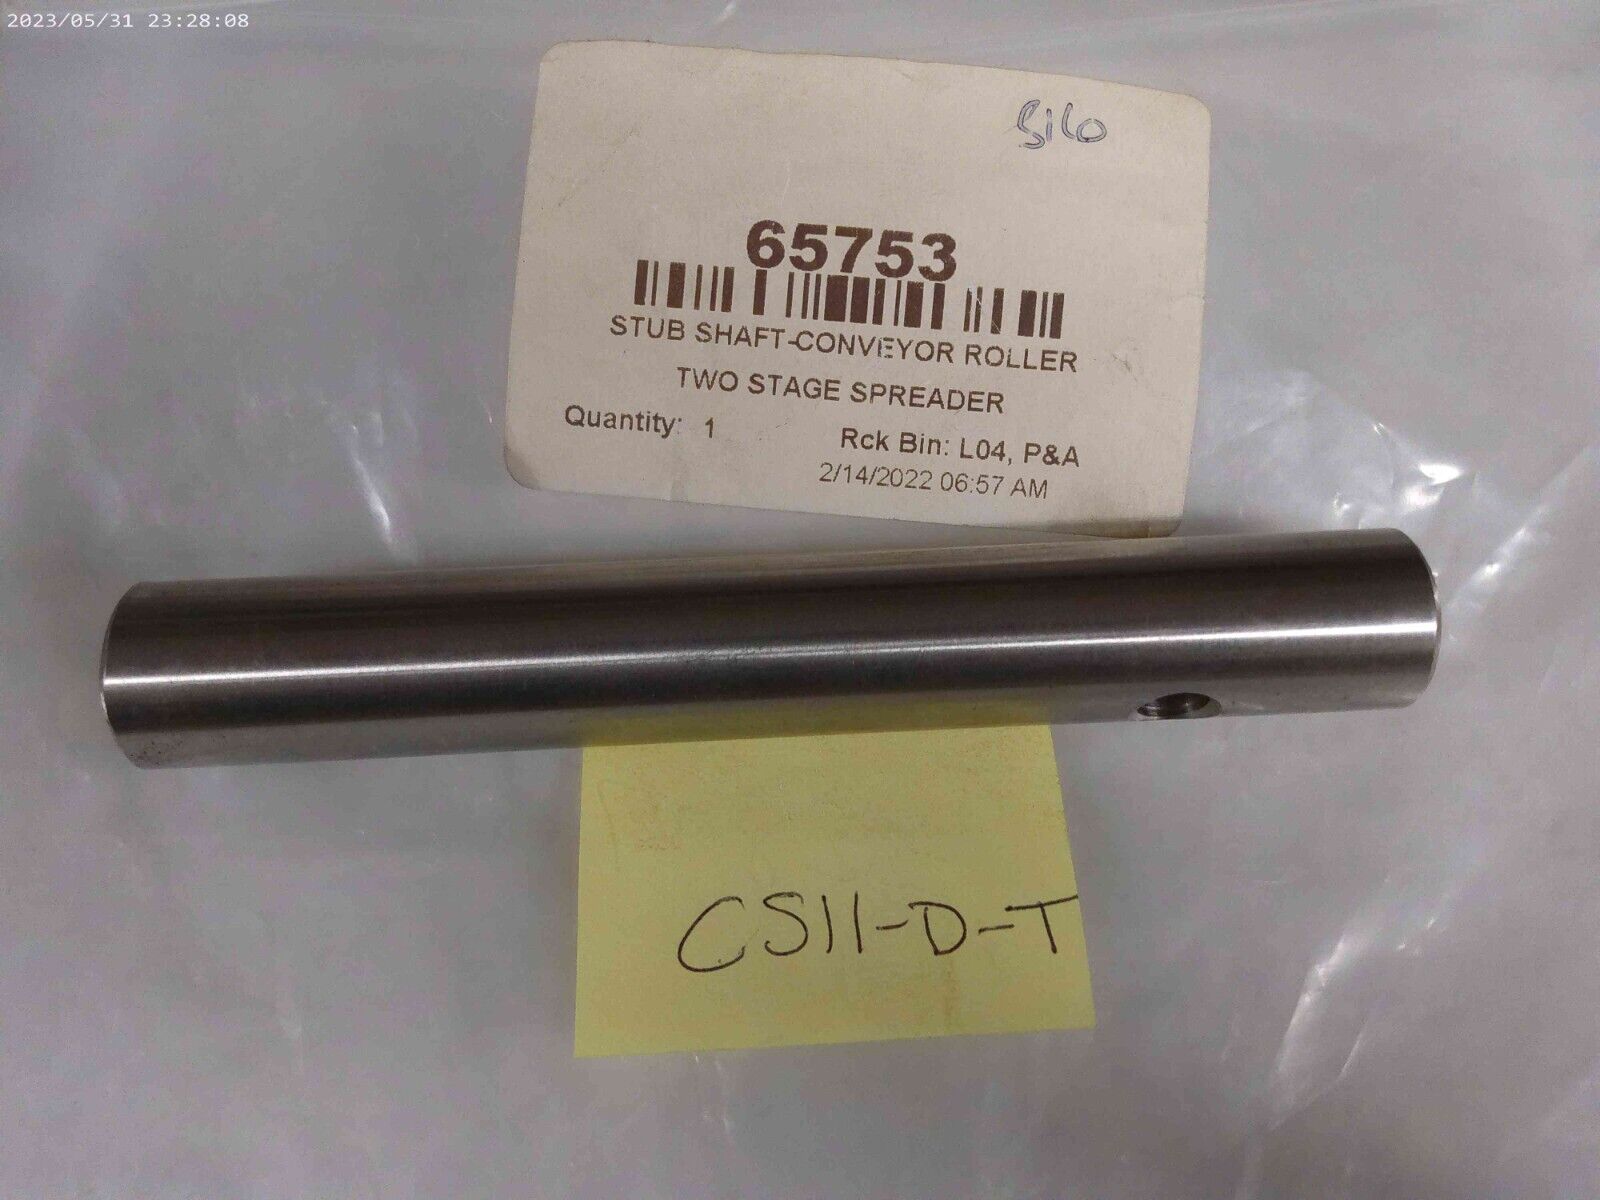 2023/05/31 23:28:08
Silo
65753
STUB SHAFT-CONVEYOR ROLLER
TWO STAGE SPREADER
Quantity: 1
Rck Bin: L04, P&A
2/14/2022 06:57 AM
CS11-D-T